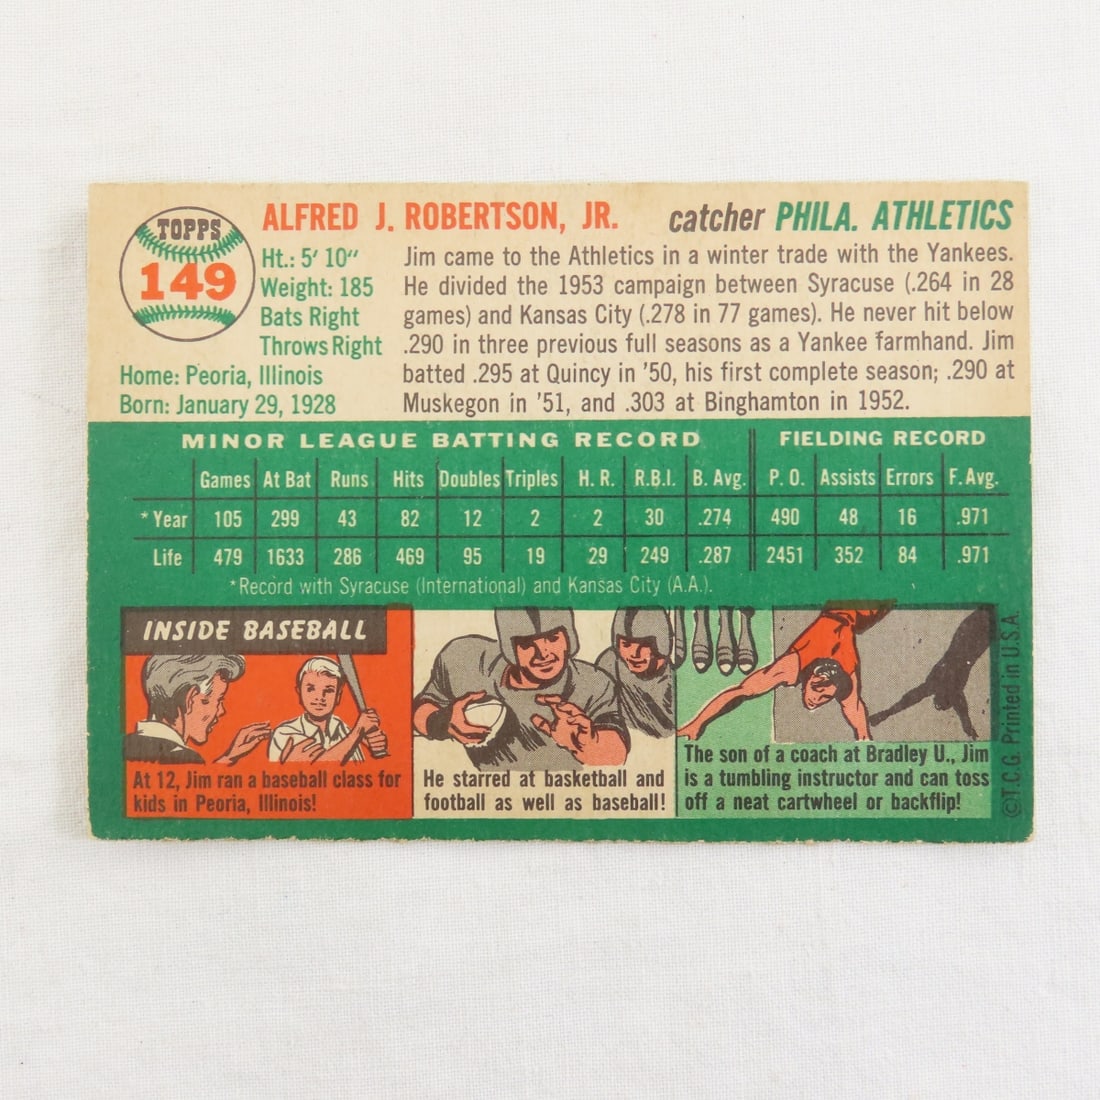 TOPPS
149
ALFRED J. ROBERTSON, JR. catcher PHILA. ATHLETICS
Ht.: 5' 10"
Weight: 185
Bats Right
Throws Right
Home: Peoria, Illinois
Born: January 29, 1928
Jim came to the Athletics in a winter trade with the Yankees.
He divided the 1953 campaign between Syracuse (.264 in 28
games) and Kansas City (.278 in 77 games). He never hit below
.290 in three previous full seasons as a Yankee farmhand. Jim
batted .295 at Quincy in '50, his first complete season; .290 at
Muskegon in '51, and .303 at Binghamton in 1952.
MINOR LEAGUE BATTING RECORD FIELDING RECORD
Games At Bat Runs Hits Doubles Triples H. R. R.B.I. B. Avg. P. O. Assists Errors F. Avg.
* Year 105 299 43 82 12 2 2 30 .274 490 48 16 .971
Life 479 1633 286 469 95 19 29 249 .287 2451 352 84 .971
*Record with Syracuse (International) and Kansas City (A.A.).
INSIDE BASEBALL
At 12, Jim ran a baseball class for
kids in Peoria, Illinois!
He starred at basketball and
football as well as baseball!
The son of a coach at Bradley U., Jim
is a tumbling instructor and can toss
off a neat cartwheel or backflip!
©T.C.G. Printed in U.S.A.